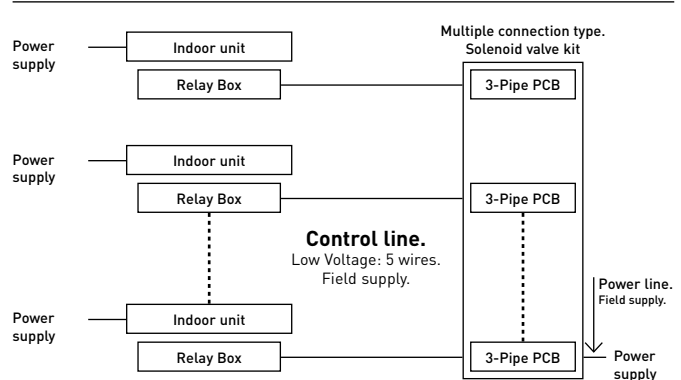 Multiple connection type.
Solenoid valve kit
Power
supply
Indoor unit
Relay Box
3-Pipe PCB
Power
supply
Indoor unit
Relay Box
3-Pipe PCB
Control line.
Low Voltage: 5 wires.
Field supply.
Power line.
Field supply.
Power
supply
Indoor unit
Relay Box
3-Pipe PCB
Power
supply